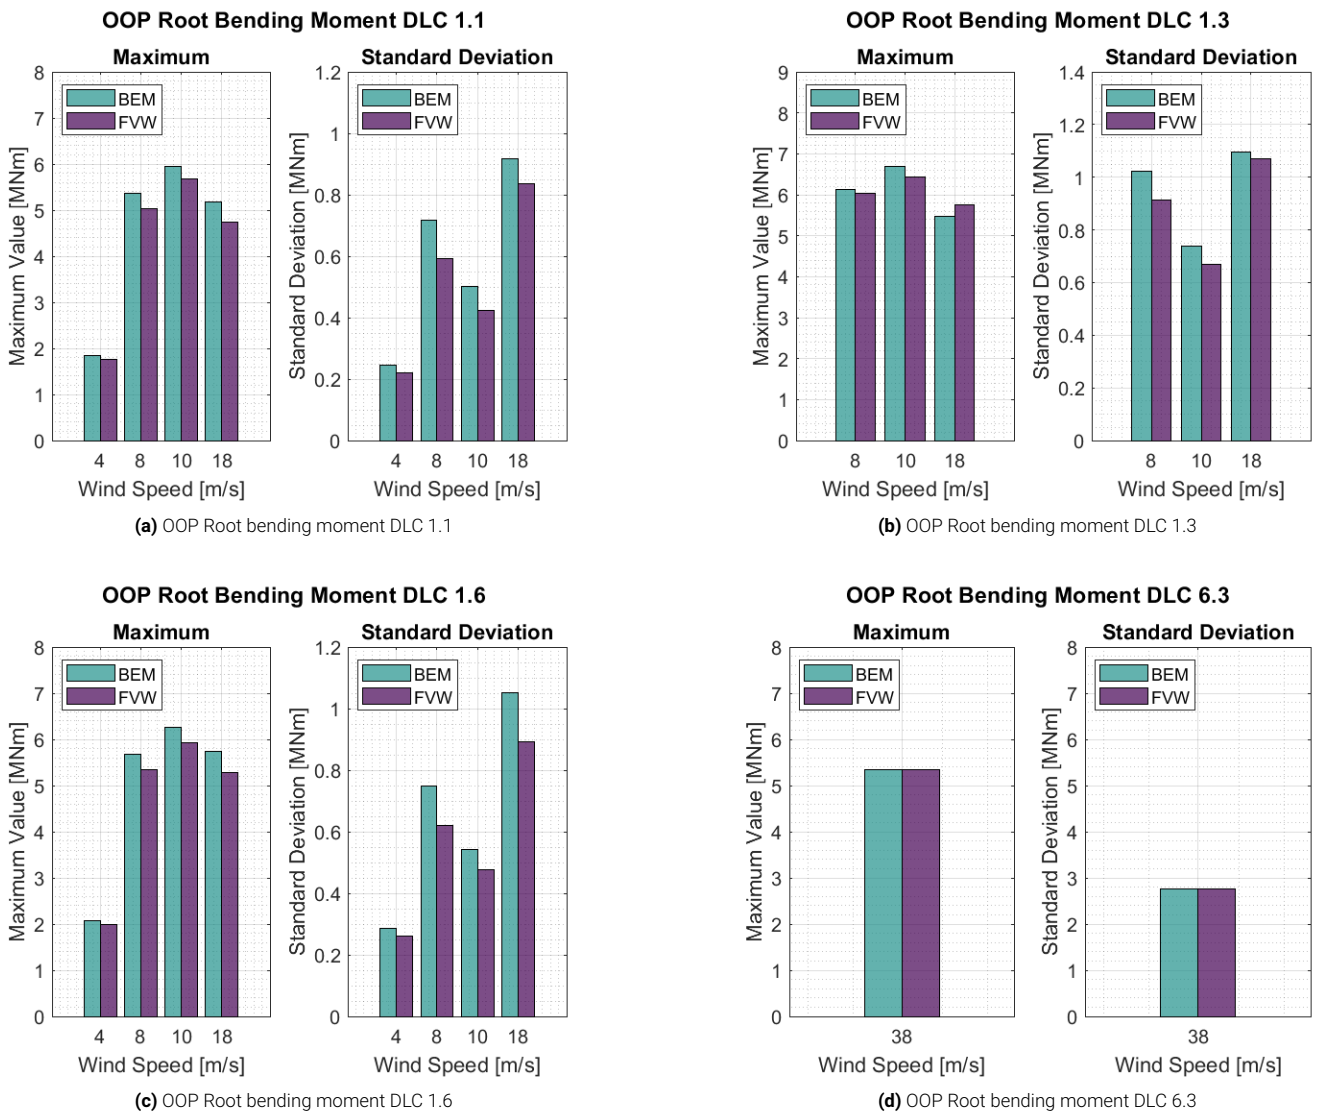 OOP Root Bending Moment DLC 1.1
Maximum
Standard Deviation
Maximum Value [MNm]
8
7
6
5
4
3
2
1
0
BEM
FVW
4 8 10 18
Wind Speed [m/s]
Standard Deviation [MNm]
1.2
1
0.8
0.6
0.4
0.2
0
BEM
FVW
4 8 10 18
Wind Speed [m/s]
(a) OOP Root bending moment DLC 1.1
OOP Root Bending Moment DLC 1.3
Maximum
Standard Deviation
Maximum Value [MNm]
9
8
7
6
5
4
3
2
1
0
BEM
FVW
8 10 18
Wind Speed [m/s]
Standard Deviation [MNm]
1.4
1.2
1
0.8
0.6
0.4
0.2
0
BEM
FVW
8 10 18
Wind Speed [m/s]
(b) OOP Root bending moment DLC 1.3
OOP Root Bending Moment DLC 1.6
Maximum
Standard Deviation
Maximum Value [MNm]
8
7
6
5
4
3
2
1
0
BEM
FVW
4 8 10 18
Wind Speed [m/s]
Standard Deviation [MNm]
1.2
1
0.8
0.6
0.4
0.2
0
BEM
FVW
4 8 10 18
Wind Speed [m/s]
(c) OOP Root bending moment DLC 1.6
OOP Root Bending Moment DLC 6.3
Maximum
Standard Deviation
Maximum Value [MNm]
8
7
6
5
4
3
2
1
0
BEM
FVW
38
Wind Speed [m/s]
Standard Deviation [MNm]
8
7
6
5
4
3
2
1
0
BEM
FVW
38
Wind Speed [m/s]
(d) OOP Root bending moment DLC 6.3